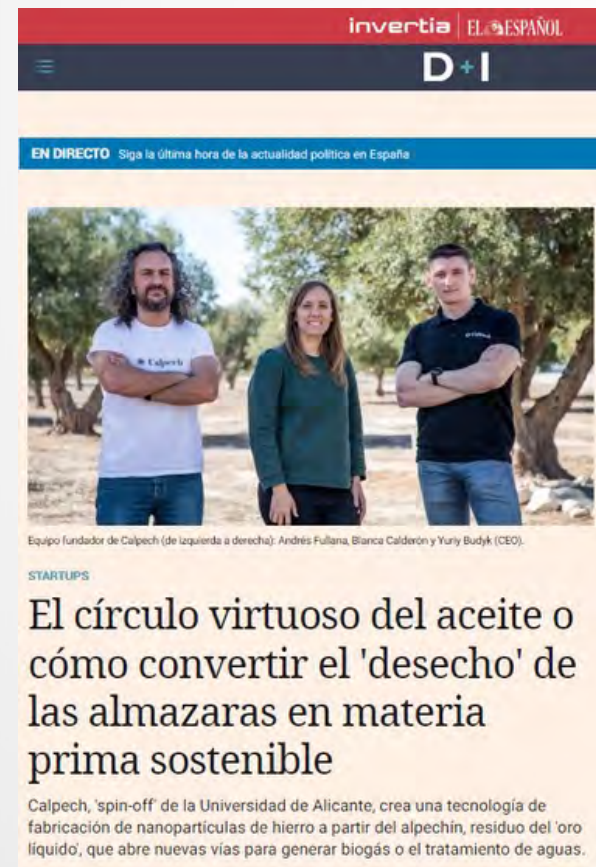 invertia EL ESPAÑOL
D+I
EN DIRECTO Siga la última hora de la actualidad política en España
Calpech
Calpech
Equipo fundador de Calpech (de izquierda a derecha): Andrés Fullana, Blanca Calderón y Yuriy Budyk (CEO).
STARTUPS
El círculo virtuoso del aceite o
cómo convertir el 'desecho' de
las almazaras en materia
prima sostenible
Calpech, 'spin-off' de la Universidad de Alicante, crea una tecnología de
fabricación de nanopartículas de hierro a partir del alpechín, residuo del 'oro
líquido', que abre nuevas vías para generar biogás o el tratamiento de aguas.